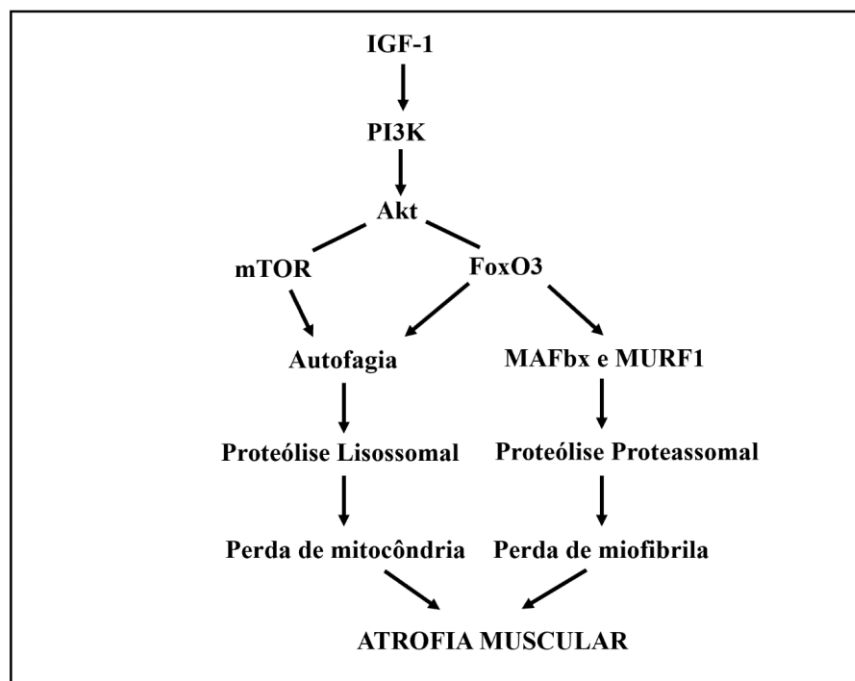 IGF-1
PI3K
Akt
mTOR
FoxO3
Autofagia
MAFbx e MURF1
Proteólise Lisossomal
Proteólise Proteassomal
Perda de mitocôndria
Perda de miofibrila
ATROFIA MUSCULAR